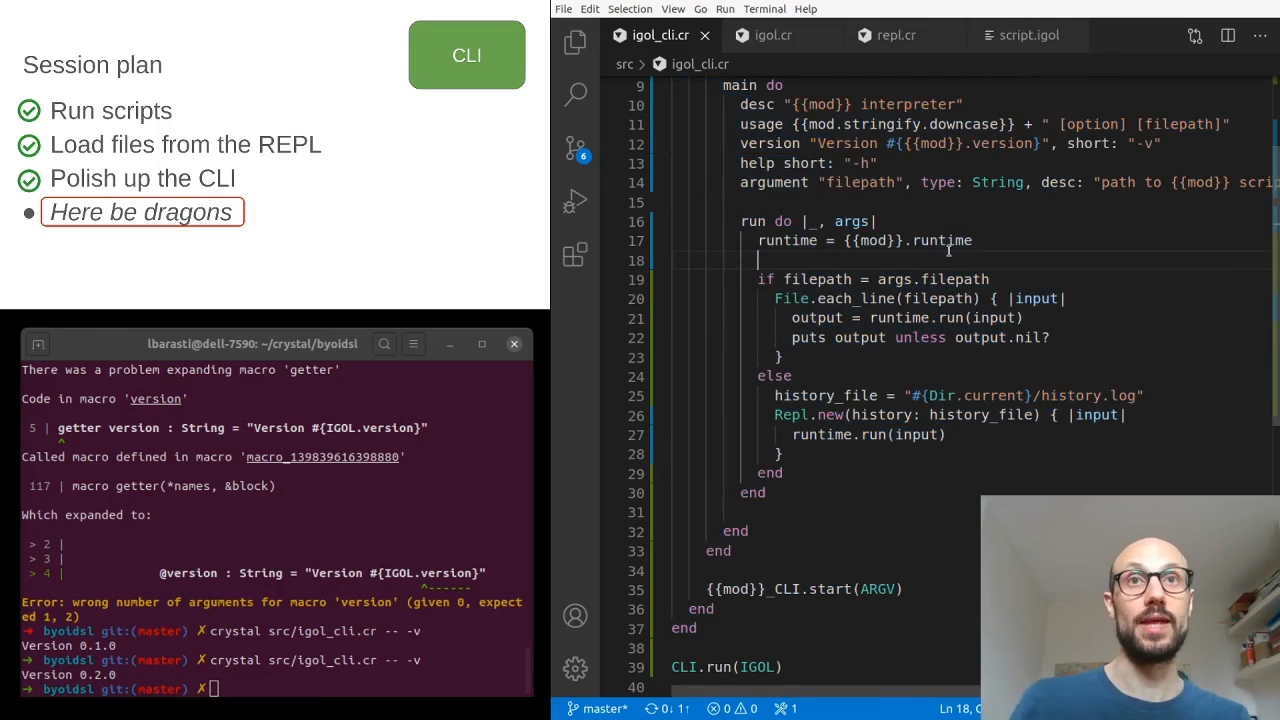 Session plan
CLI
Run scripts
Load files from the REPL
Polish up the CLI
Here be dragons
lbarasti@dell-7590: ~/crystal/byoidsl
There was a problem expanding macro 'getter'
Code in macro 'version'
5 | getter version : String = "Version #{IGOL.version}"
^
Called macro defined in macro 'macro_139839616398880'
117 | macro getter(*names, &block)
Which expanded to:
> 2 |
> 3 |
> 4 | @version : String = "Version #{IGOL.version}"
^------
Error: wrong number of arguments for macro 'version' (given 0, expect
ed 1, 2)
➜ byoidsl git:(master) ✗ crystal src/igol_cli.cr -- -v
Version 0.1.0
➜ byoidsl git:(master) ✗ crystal src/igol_cli.cr -- -v
Version 0.2.0
➜ byoidsl git:(master) ✗
File Edit Selection View Go Run Terminal Help
igol_cli.cr igol.cr repl.cr script.igol
src > igol_cli.cr
6
9 main do
10 desc "{{mod}} interpreter"
11 usage {{mod.stringify.downcase}} + " [option] [filepath]"
12 version "Version #{{{mod}}.version}", short: "-v"
13 help short: "-h"
14 argument "filepath", type: String, desc: "path to {{mod}} scri
15
16 run do |_, args|
17 runtime = {{mod}}.runtime
18
19 if filepath = args.filepath
20 File.each_line(filepath) { |input|
21 output = runtime.run(input)
22 puts output unless output.nil?
23 }
24 else
25 history_file = "#{Dir.current}/history.log"
26 Repl.new(history: history_file) { |input|
27 runtime.run(input)
28 }
29 end
30 end
31
32 end
33 end
34
35 {{mod}}_CLI.start(ARGV)
36 end
37 end
38
39 CLI.run(IGOL)
40
master* 0↓ 1↑ 0 0 1 Ln 18, C